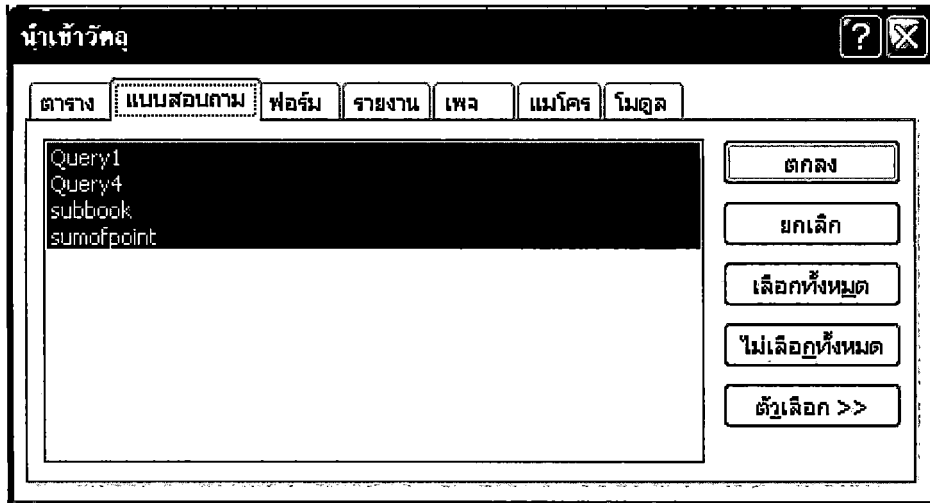 นำเข้าวัตถุ
ตาราง แบบสอบถาม ฟอร์ม รายงาน เพจ แมโคร โมดูล
Query1
Query4
subbook
sumofpoint
ตกลง
ยกเลิก
เลือกทั้งหมด
ไม่เลือกทั้งหมด
ตัวเลือก >>